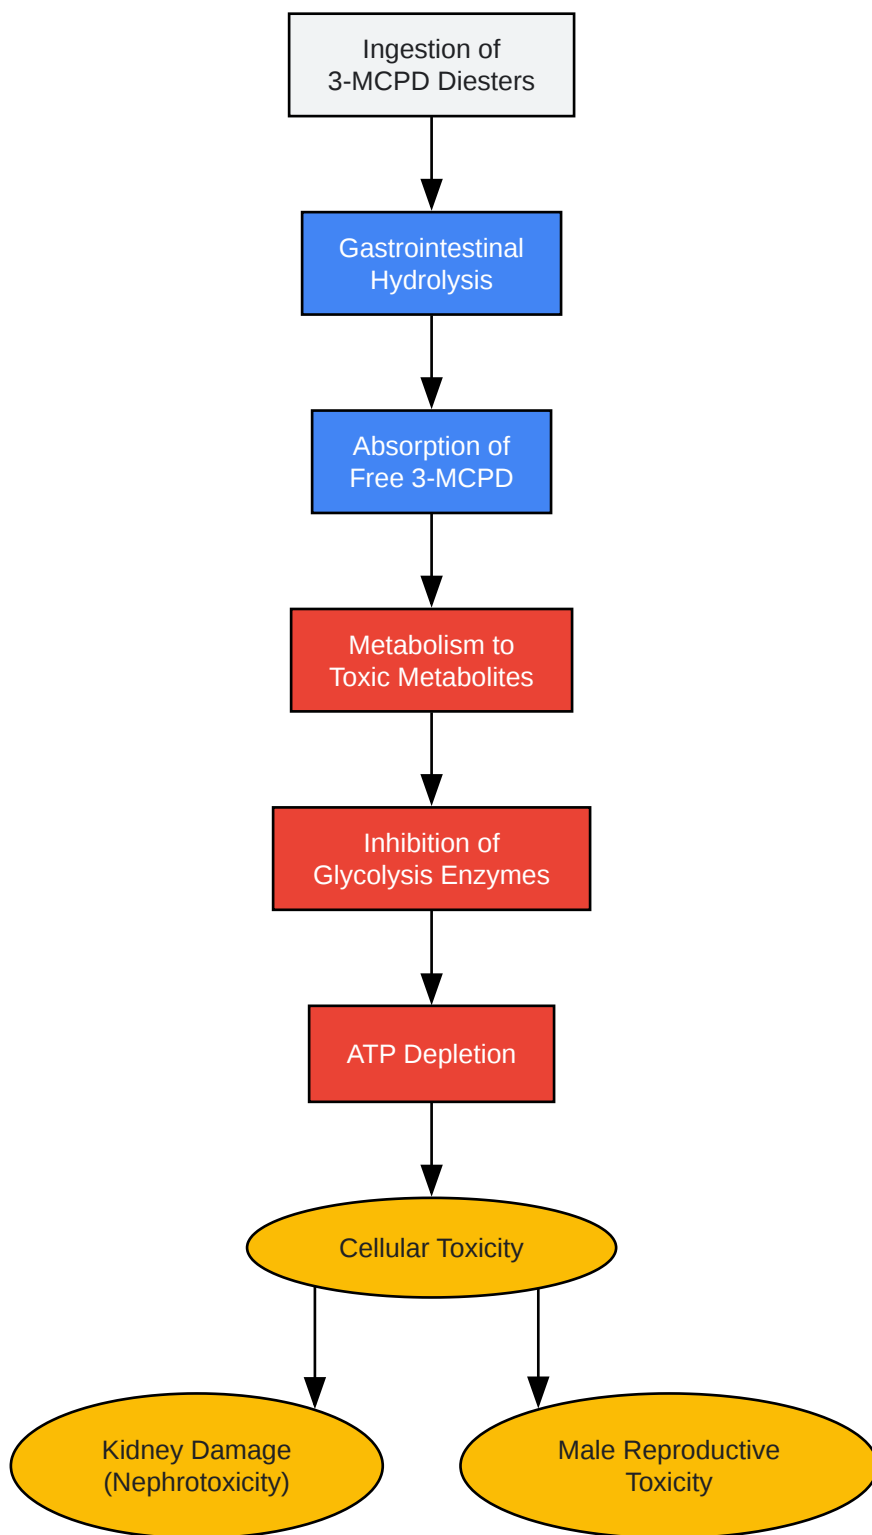 Ingestion of
3-MCPD Diesters
Gastrointestinal
Hydrolysis
Absorption of
Free 3-MCPD
Metabolism to
Toxic Metabolites
Inhibition of
Glycolysis Enzymes
ATP Depletion
Cellular Toxicity
Kidney Damage
(Nephrotoxicity)
Male Reproductive
Toxicity